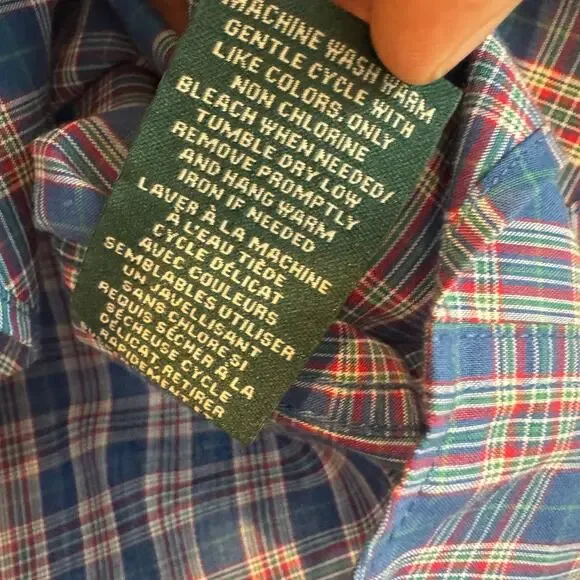 MACHINE WASH WARM
GENTLE CYCLE WITH
LIKE COLORS. ONLY
NON CHLORINE
BLEACH WHEN NEEDED/
TUMBLE DRY LOW
REMOVE PROMPTLY
AND HANG WARM
IRON IF NEEDED
LAVER À LA MACHINE
À L'EAU TIÈDE
CYCLE DÉLICAT
AVEC COULEURS
SEMBLABLES UTILISER
UN JAVELLISANT
SANS CHLORE SI
REQUIS SÉCHER À LA
SÉCHEUSE CYCLE
DÉLICATE CYCLE
RETIRER